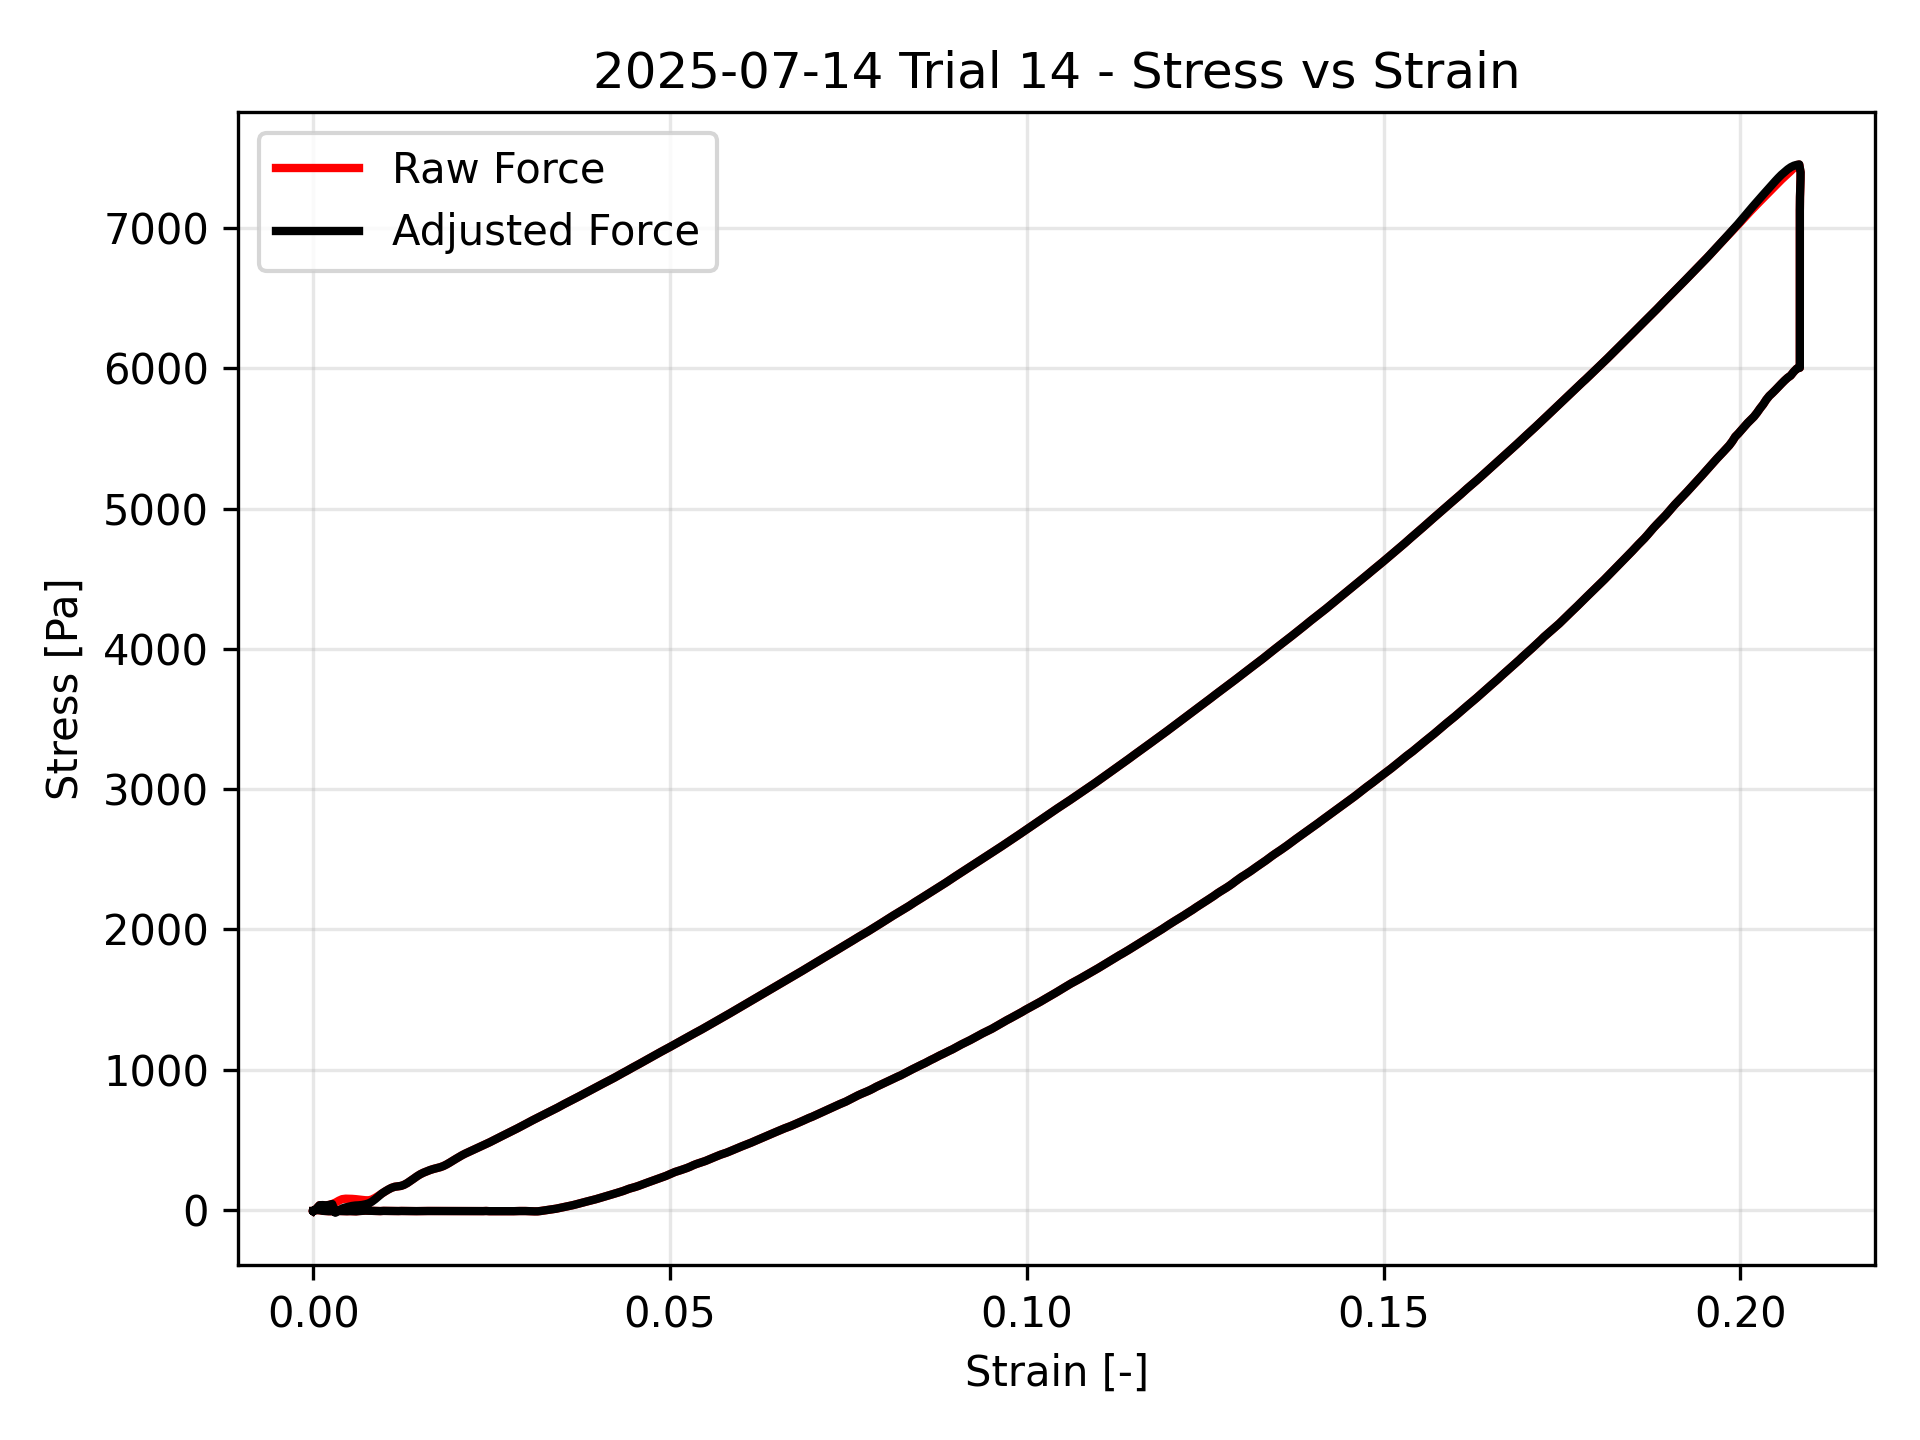 2025-07-14 Trial 14 - Stress vs Strain
Raw Force
Adjusted Force
Stress [Pa]
7000
6000
5000
4000
3000
2000
1000
0
0.00 0.05 0.10 0.15 0.20
Strain [-]